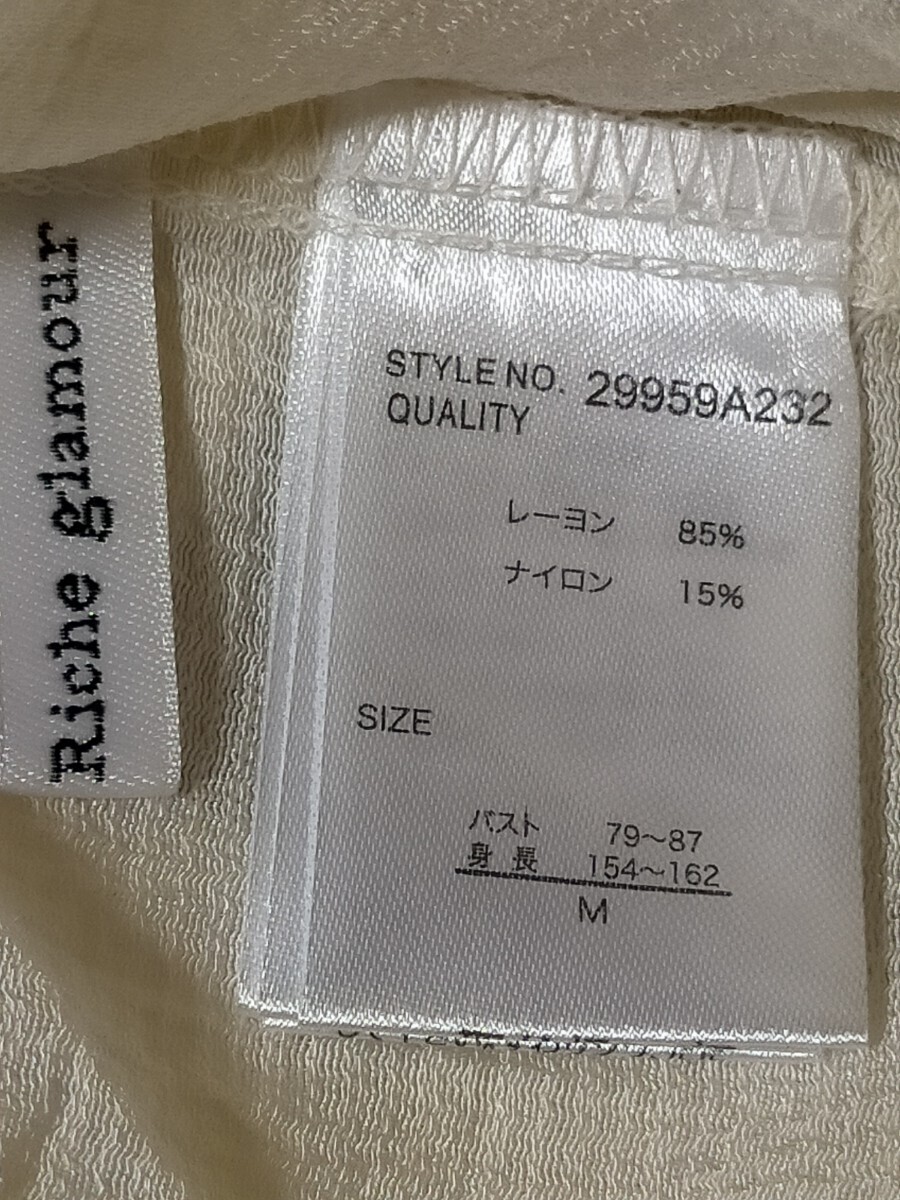 Riche glamour
STYLE NO. 29959A232
QUALITY
レーヨン 85%
ナイロン 15%
SIZE
バスト 79～87
身長 154～162
M